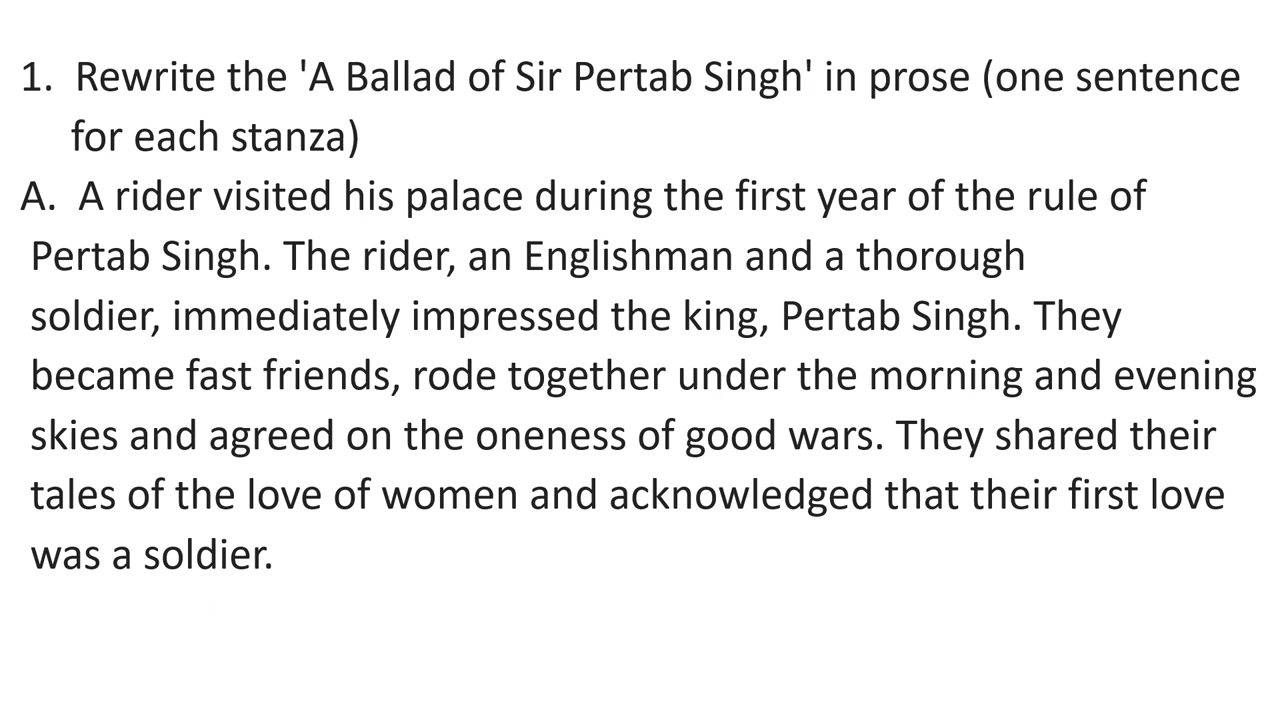 1. Rewrite the 'A Ballad of Sir Pertab Singh' in prose (one sentence
for each stanza)
A. A rider visited his palace during the first year of the rule of
Pertab Singh. The rider, an Englishman and a thorough
soldier, immediately impressed the king, Pertab Singh. They
became fast friends, rode together under the morning and evening
skies and agreed on the oneness of good wars. They shared their
tales of the love of women and acknowledged that their first love
was a soldier.